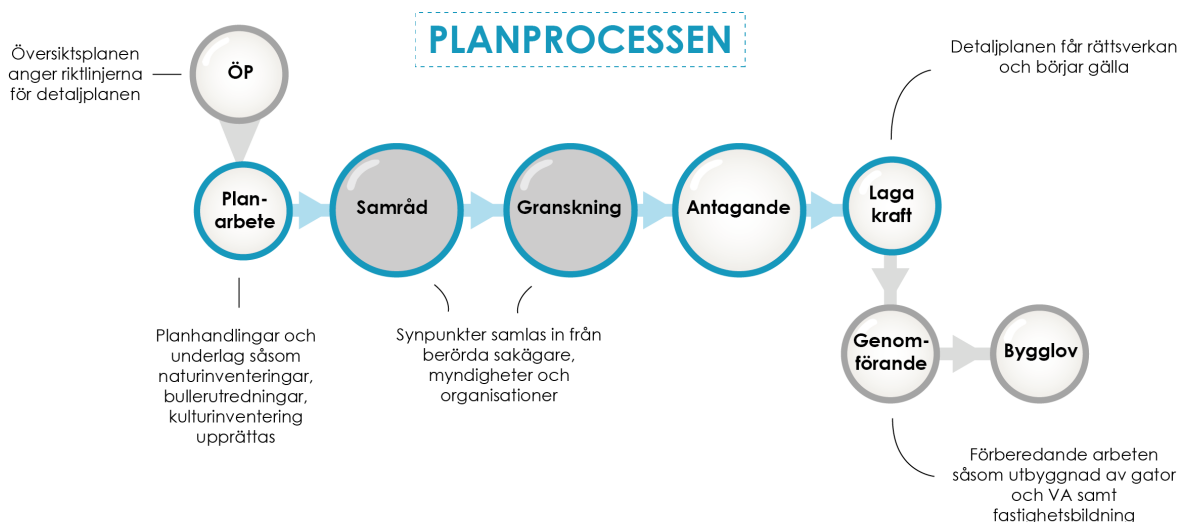 PLANPROCESSEN
Översiktsplanen
anger riktlinjerna
för detaljplanen
ÖP
Detaljplanen får rättsverkan
och börjar gälla
Plan-
arbete
Samråd
Granskning
Antagande
Laga
kraft
Planhandlingar och
underlag såsom
naturinventeringar,
bullerutredningar,
kulturinventering
upprättas
Synpunkter samlas in från
berörda sakägare,
myndigheter och
organisationer
Genom-
förande
Bygglov
Förberedande arbeten
såsom utbyggnad av gator
och VA samt
fastighetsbildning